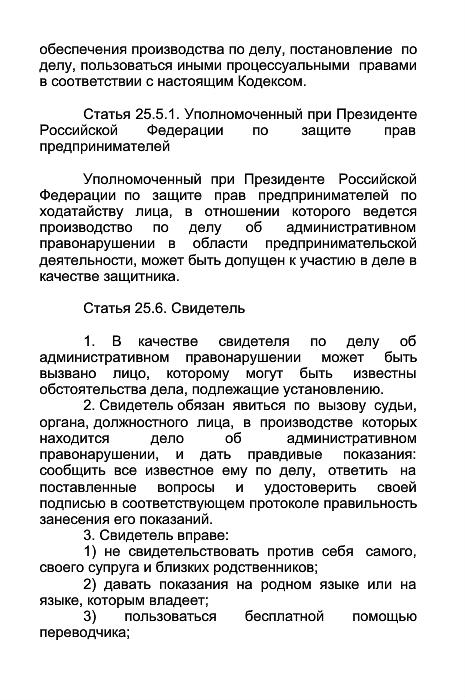 обеспечения производства по делу, постановление по
делу, пользоваться иными процессуальными правами
в соответствии с настоящим Кодексом.
Статья 25.5.1. Уполномоченный при Президенте
Российской Федерации по защите прав
предпринимателей
Уполномоченный при Президенте Российской
Федерации по защите прав предпринимателей по
ходатайству лица, в отношении которого ведется
производство по делу об административном
правонарушении в области предпринимательской
деятельности, может быть допущен к участию в деле в
качестве защитника.
Статья 25.6. Свидетель
1. В качестве свидетеля по делу об
административном правонарушении может быть
вызвано лицо, которому могут быть известны
обстоятельства дела, подлежащие установлению.
2. Свидетель обязан явиться по вызову судьи,
органа, должностного лица, в производстве которых
находится дело об административном
правонарушении, и дать правдивые показания:
сообщить все известное ему по делу, ответить на
поставленные вопросы и удостоверить своей
подписью в соответствующем протоколе правильность
занесения его показаний.
3. Свидетель вправе:
1) не свидетельствовать против себя самого,
своего супруга и близких родственников;
2) давать показания на родном языке или на
языке, которым владеет;
3) пользоваться бесплатной помощью
переводчика;